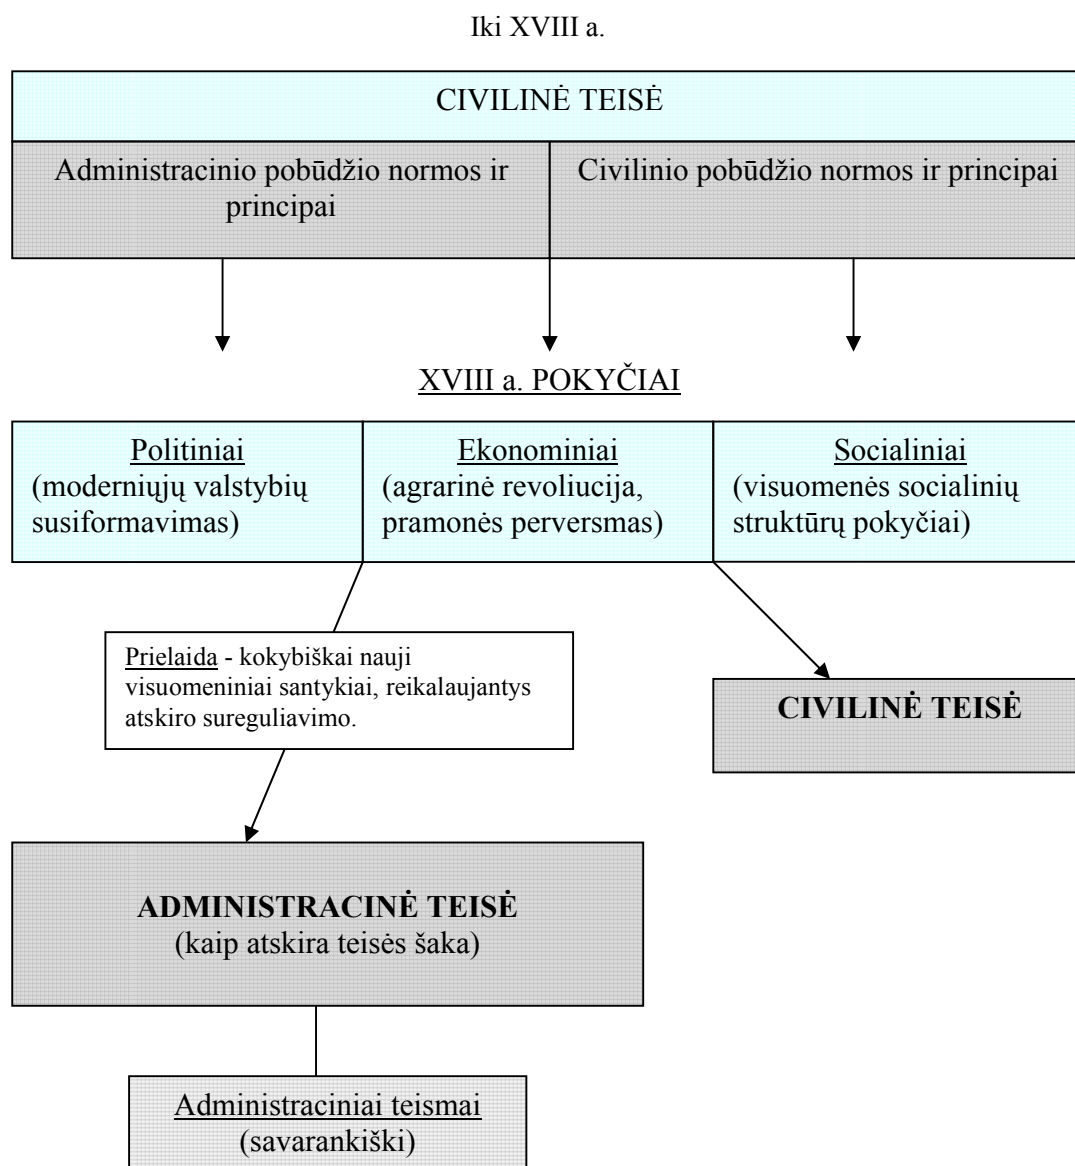 Iki XVIII a.
CIVILINĖ TEISĖ
Administracinio pobūdžio normos ir
principai
Civilinio pobūdžio normos ir principai
XVIII a. POKYČIAI
Politiniai
(moderniųjų valstybių
susiformavimas)
Ekonominiai
(agrarinė revoliucija,
pramonės perversmas)
Socialiniai
(visuomenės socialinių
struktūrų pokyčiai)
Prielaida - kokybiškai nauji
visuomeniniai santykiai, reikalaujantys
atskiro sureguliavimo.
CIVILINĖ TEISĖ
ADMINISTRACINĖ TEISĖ
(kaip atskira teisės šaka)
Administraciniai teismai
(savarankiški)